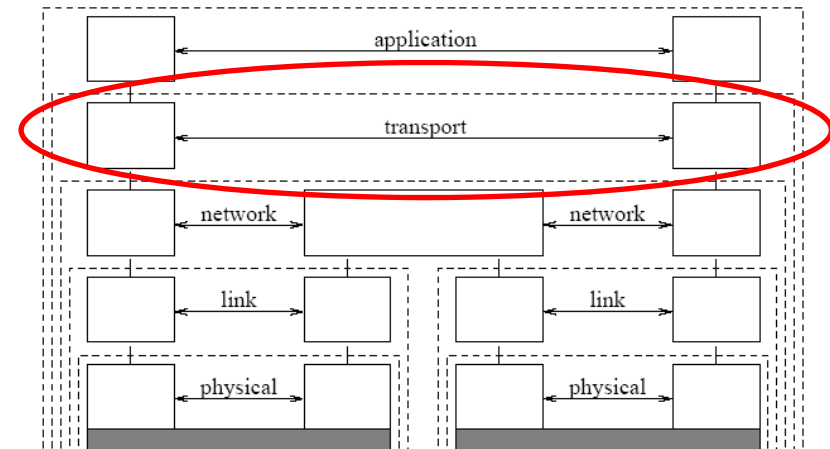 application
transport
network network
link link
physical physical